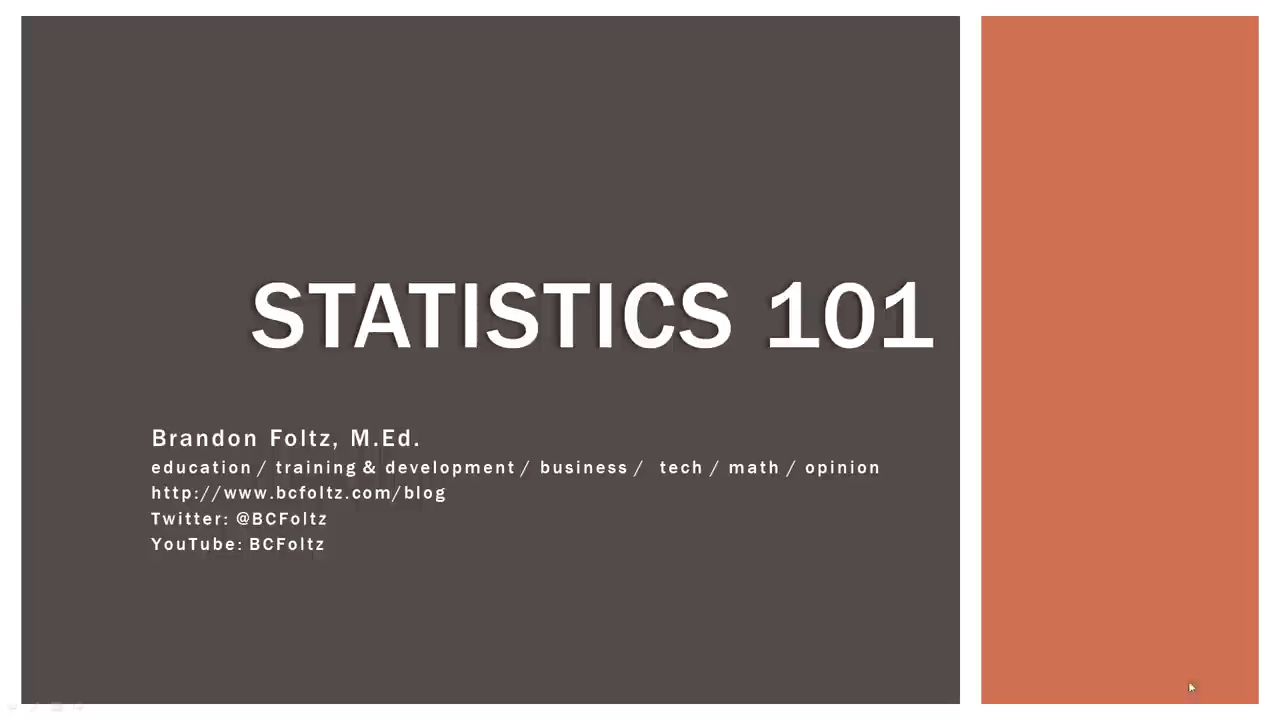 STATISTICS 101
Brandon Foltz, M.Ed.
education / training & development / business /  tech / math / opinion
http://www.bcfoltz.com/blog
Twitter: @BCFoltz
YouTube: BCFoltz